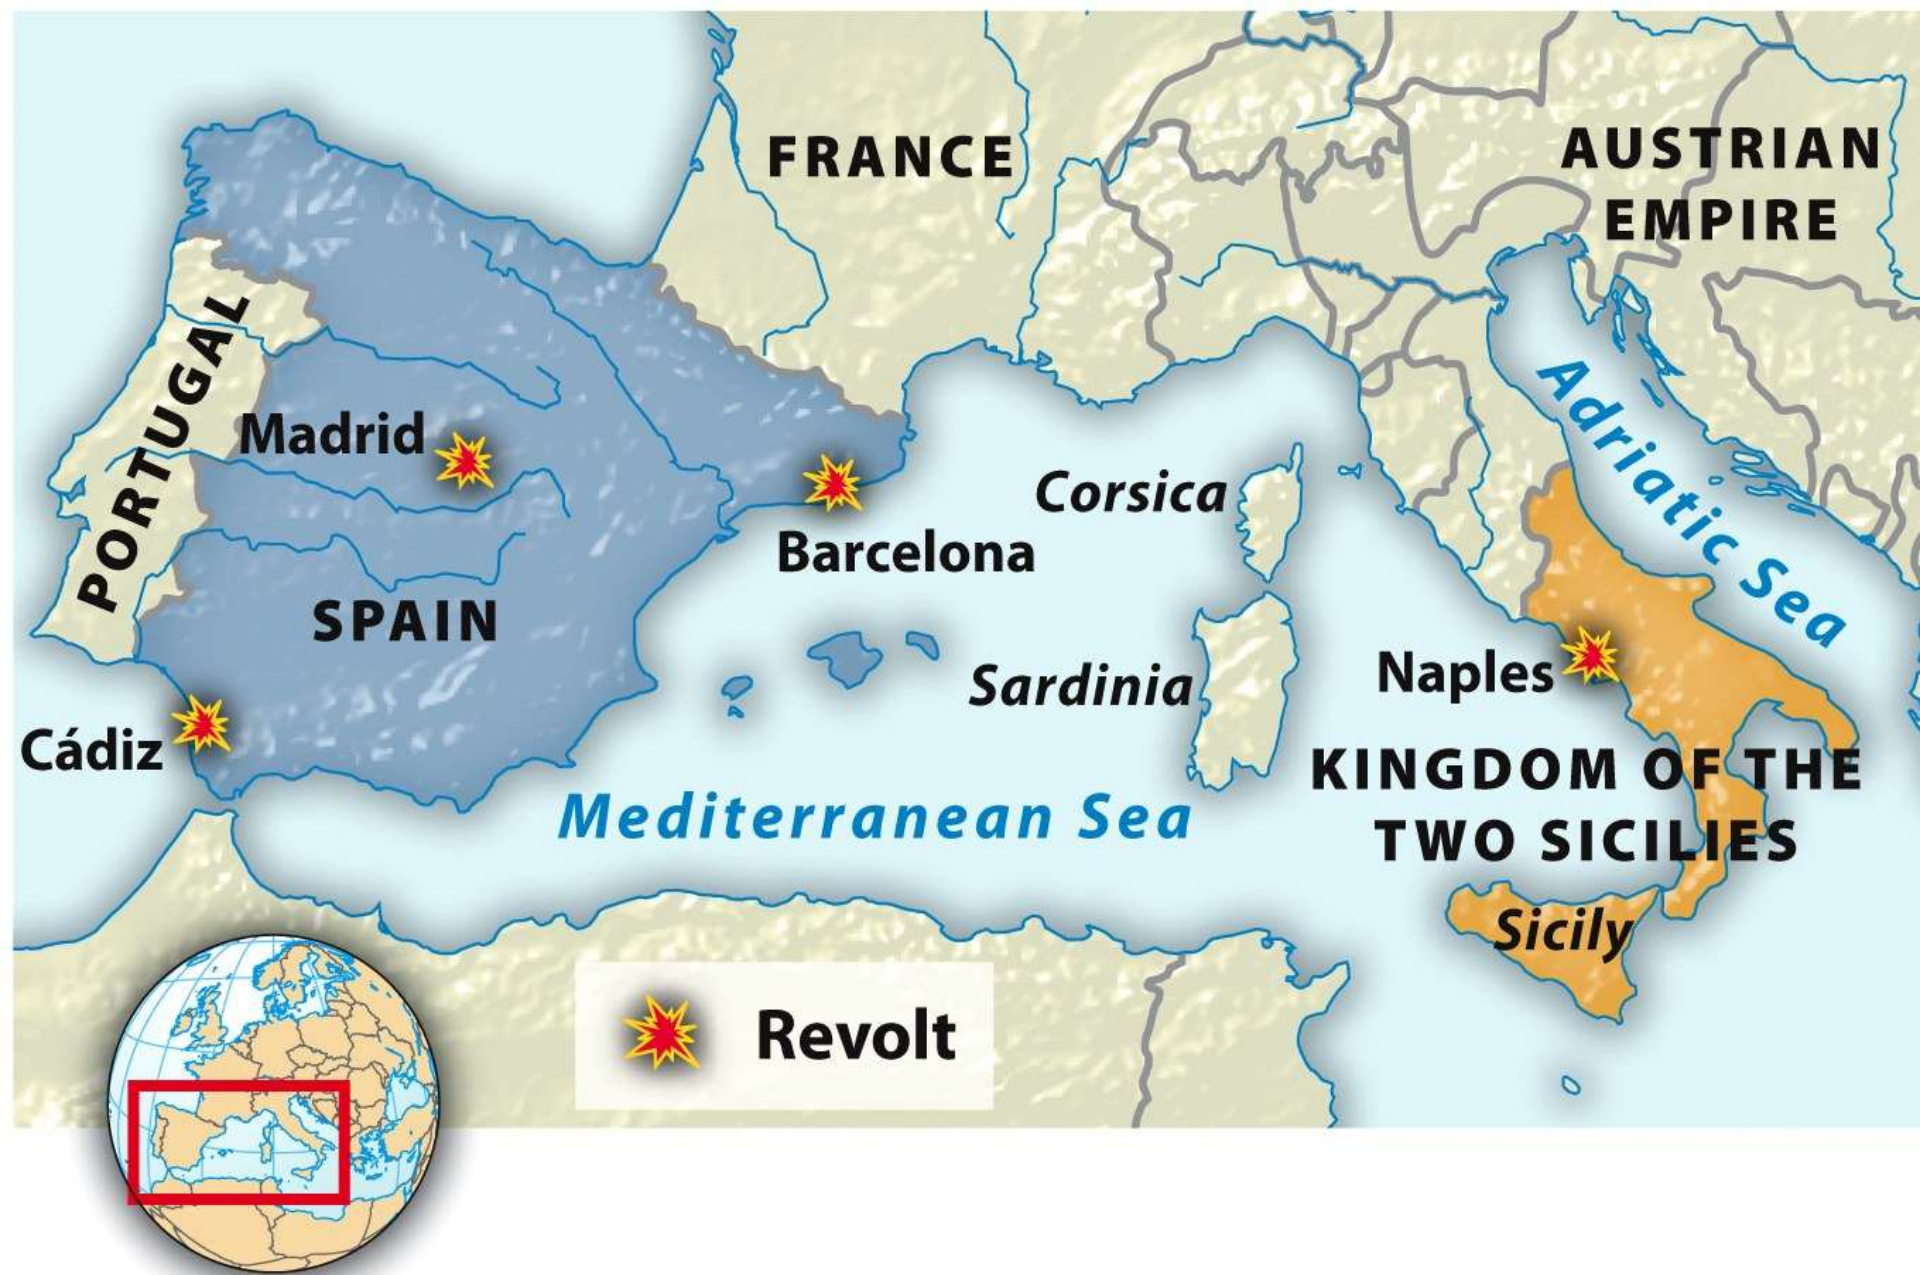 FRANCE
AUSTRIAN
EMPIRE
PORTUGAL
Madrid
Adriatic Sea
Corsica
Barcelona
SPAIN
Sardinia
Naples
Cádiz
KINGDOM OF THE
TWO SICILIES
Mediterranean Sea
Sicily
Revolt